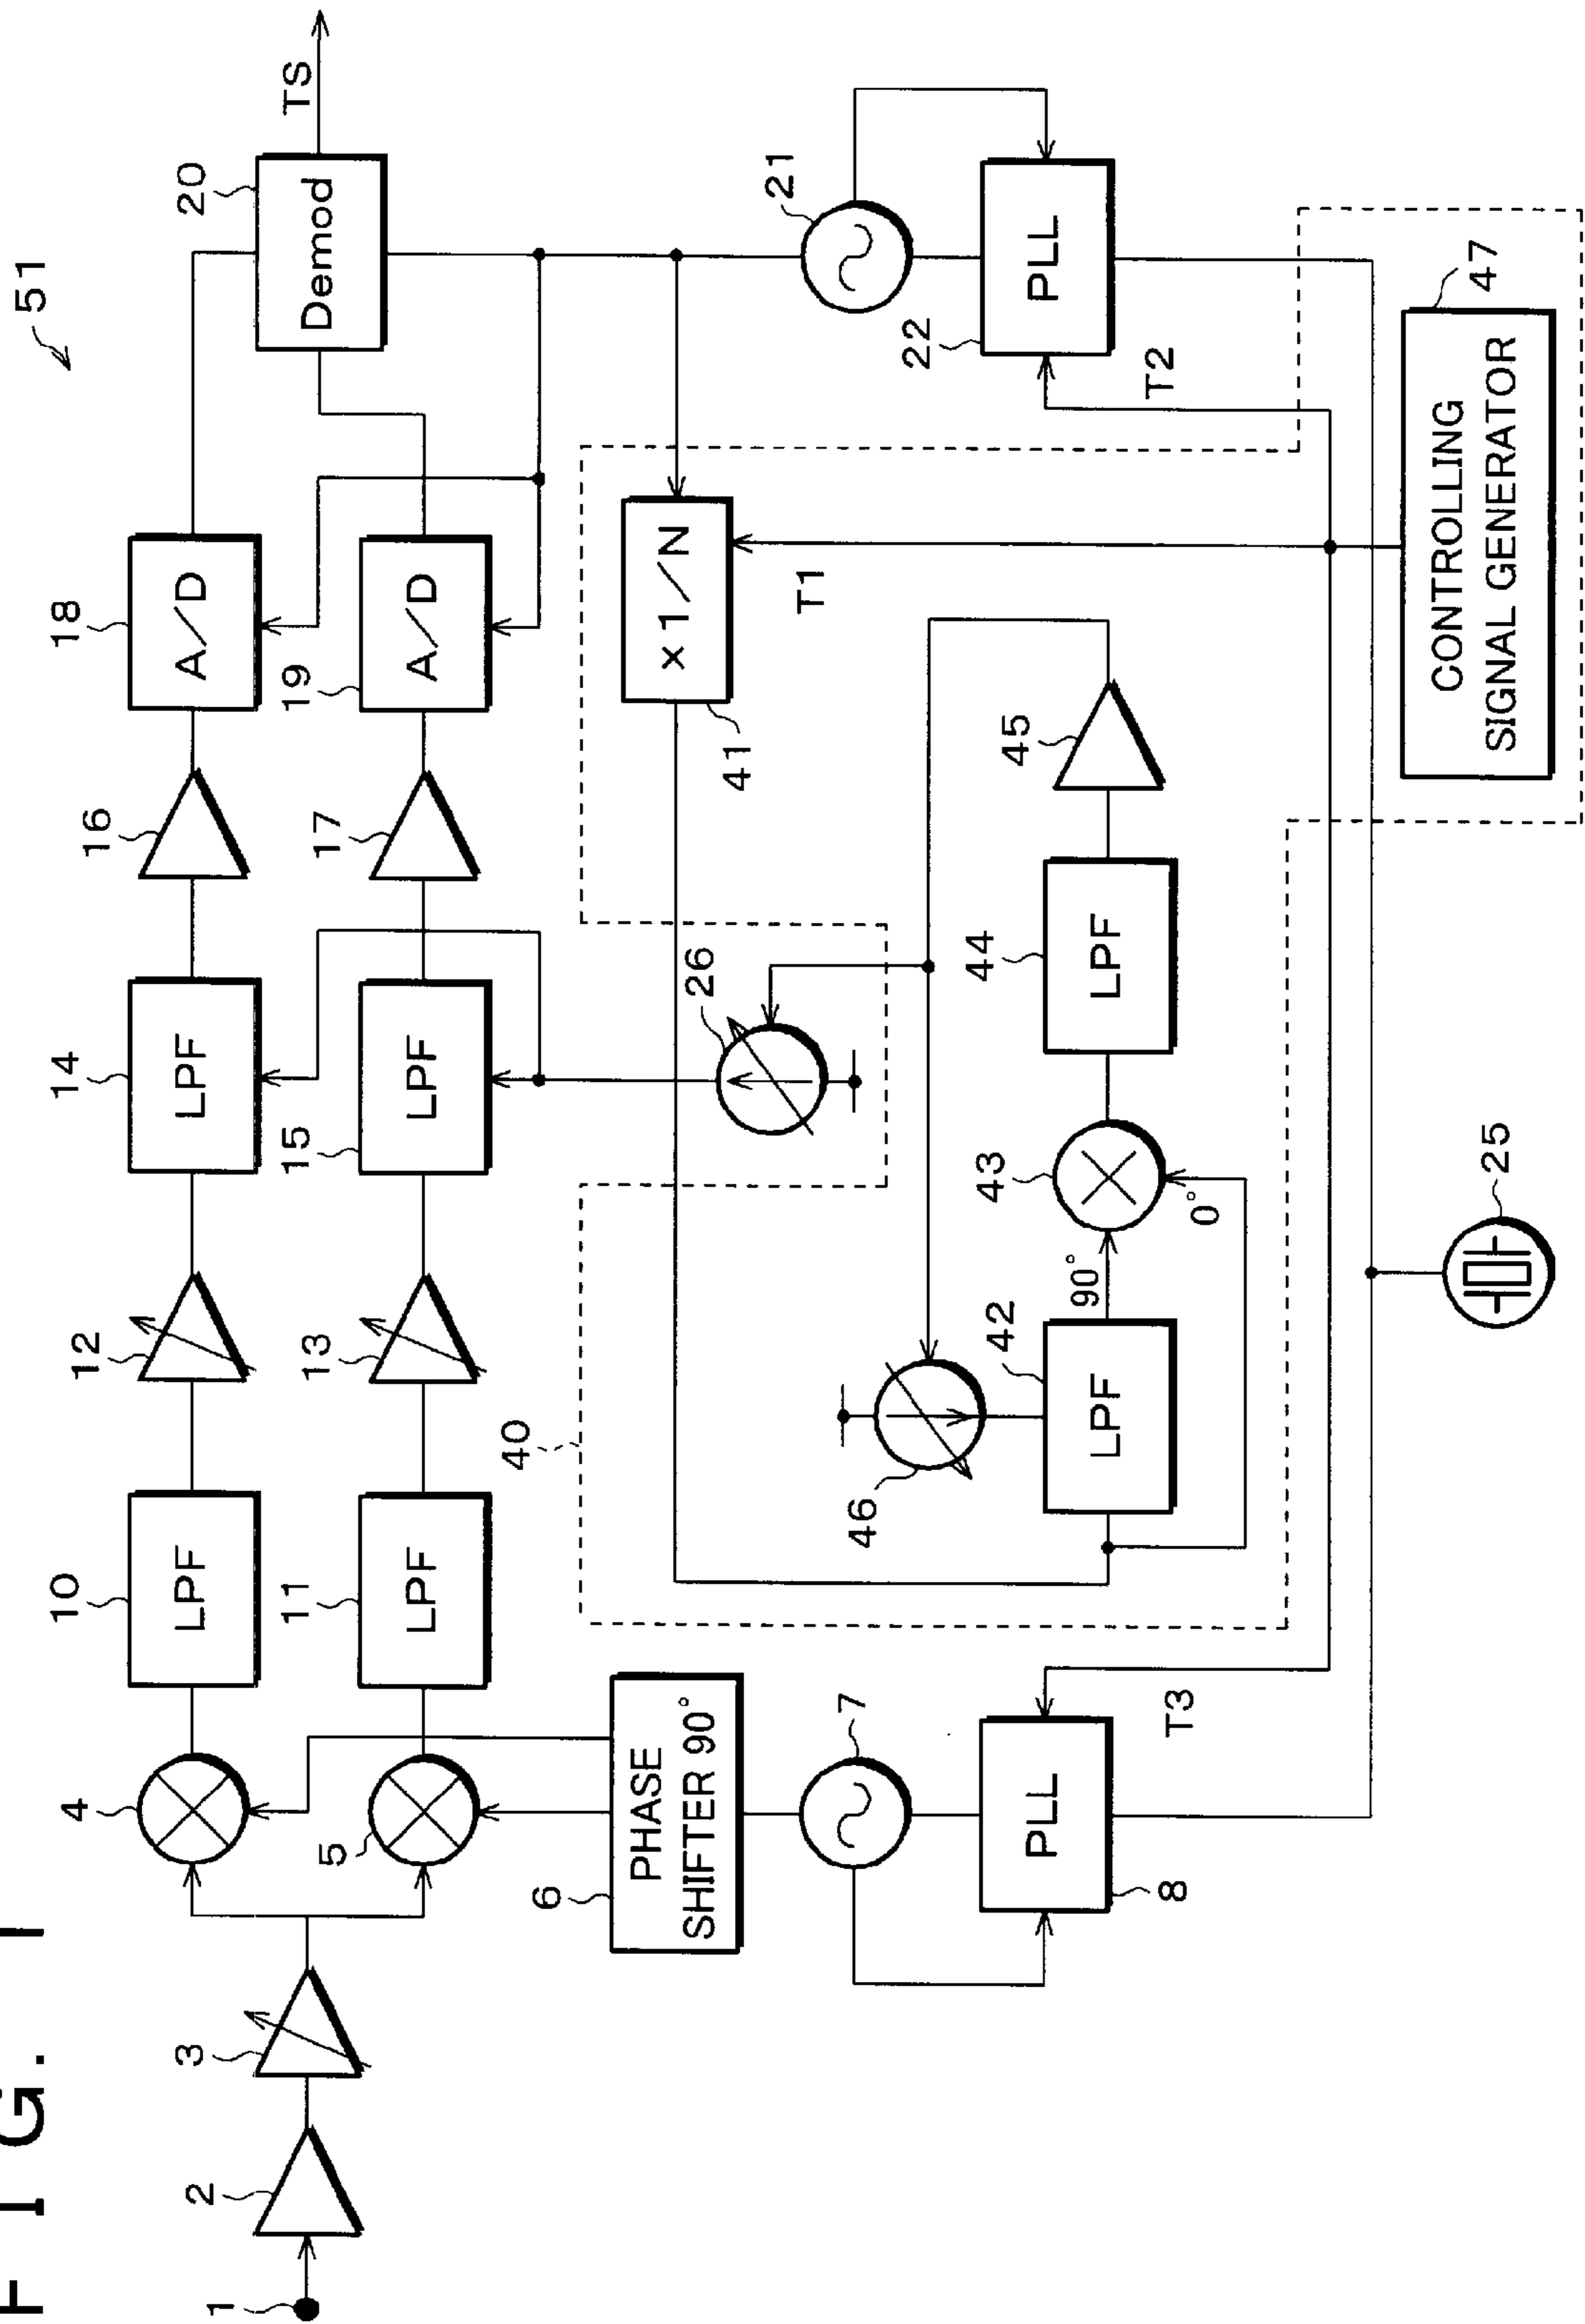 FIG. 1
51
1
2
3
4
5
6
PHASE
SHIFTER 90°
7
PLL
8
10
LPF
11
LPF
12
13
14
LPF
15
LPF
16
17
18
A/D
19
A/D
20
Demod
TS
21
22
PLL
T2
26
40
x 1/N
41
T1
46
42
LPF
90°
0°
43
44
LPF
45
T3
25
47
CONTROLLING
SIGNAL GENERATOR